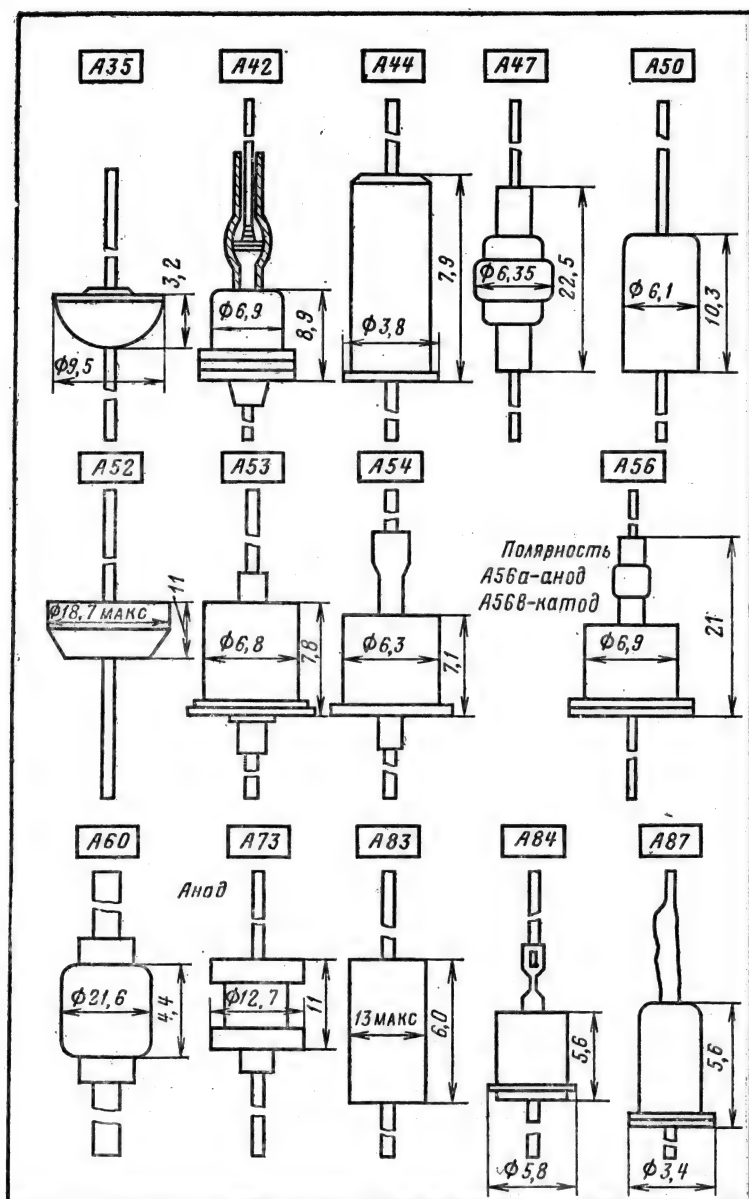 A35
A42
A44
A47
A50
3,2
ϕ9,5
ϕ6,9
8,9
ϕ3,8
7,9
ϕ6,35
22,5
ϕ6,1
10,3
A52
A53
A54
A56
ϕ18,7 МАКС
11
ϕ6,8
7,8
ϕ6,3
7,1
Полярность
A56a-анод
A56в-катод
ϕ6,9
21
A60
A73
A83
A84
A87
Анод
ϕ21,6
4,4
ϕ12,7
11
13 МАКС
6,0
5,6
ϕ5,8
5,6
ϕ3,4